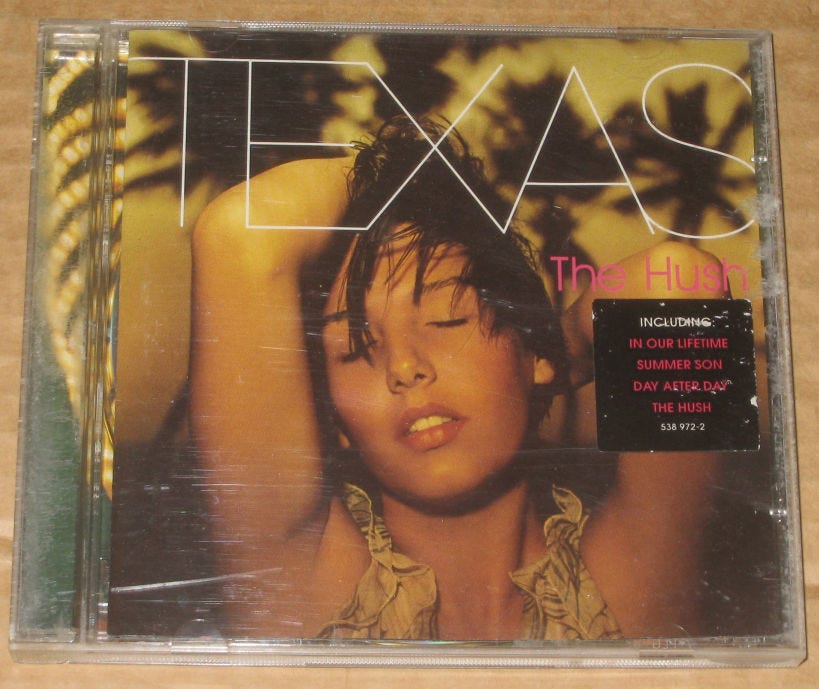 TEXAS
The Hush
INCLUDING:
IN OUR LIFETIME
SUMMER SON
DAY AFTER DAY
THE HUSH
538 972-2